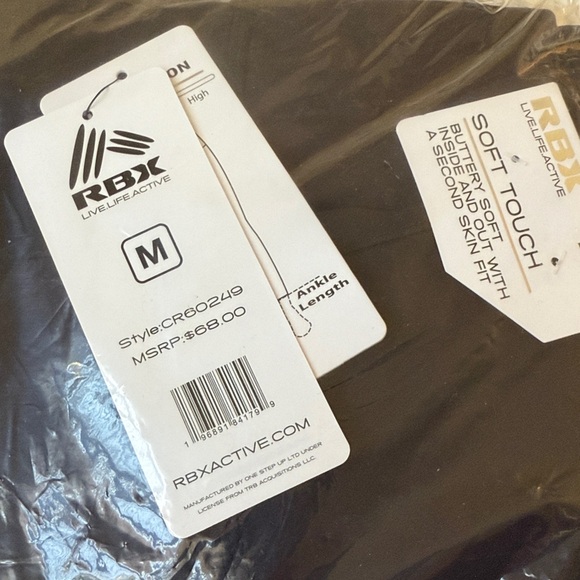 ON
High
RBX
LIVE.LIFE.ACTIVE
M
Style:CR60249
MSRP:$68.00
1 96891 84179 9
RBXACTIVE.COM
MANUFACTURED BY ONE STEP UP LTD UNDER
LICENSE FROM TRB ACQUISITIONS LLC
Ankle
Length
RBX
LIVE.LIFE.ACTIVE
SOFT TOUCH
BUTTERY SOFT
INSIDE AND OUT WITH
A SECOND SKIN FIT